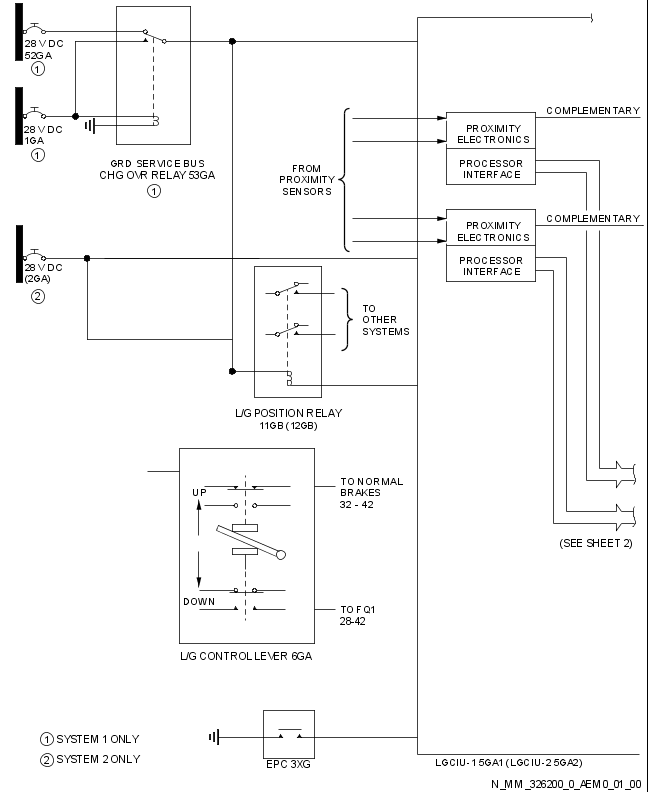 28 V DC
52GA
1
28 V DC
1GA
1
GRD SERVICE BUS
CHG OVR RELAY 53GA
1
28 V DC
(2GA)
2
FROM
PROXIMITY
SENSORS
PROXIMITY
ELECTRONICS
PROCESSOR
INTERFACE
COMPLEMENTARY
PROXIMITY
ELECTRONICS
PROCESSOR
INTERFACE
COMPLEMENTARY
TO
OTHER
SYSTEMS
L/G POSITION RELAY
11GB (12GB)
UP
DOWN
TO NORMAL
BRAKES
32 - 42
TO FQ1
28-42
L/G CONTROL LEVER 6GA
(SEE SHEET 2)
EPC 3XG
LGCIU-1 5GA1 (LGCIU-2 5GA2)
1 SYSTEM 1 ONLY
2 SYSTEM 2 ONLY
N_MM_326200_0_AEM0_01_00